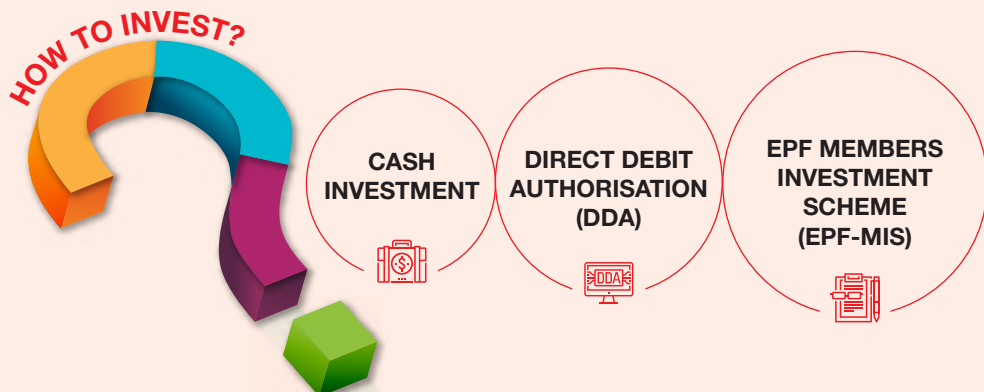 HOW TO INVEST?
CASH
INVESTMENT
DIRECT DEBIT
AUTHORISATION
(DDA)
EPF MEMBERS
INVESTMENT
SCHEME
(EPF-MIS)
$
DDA